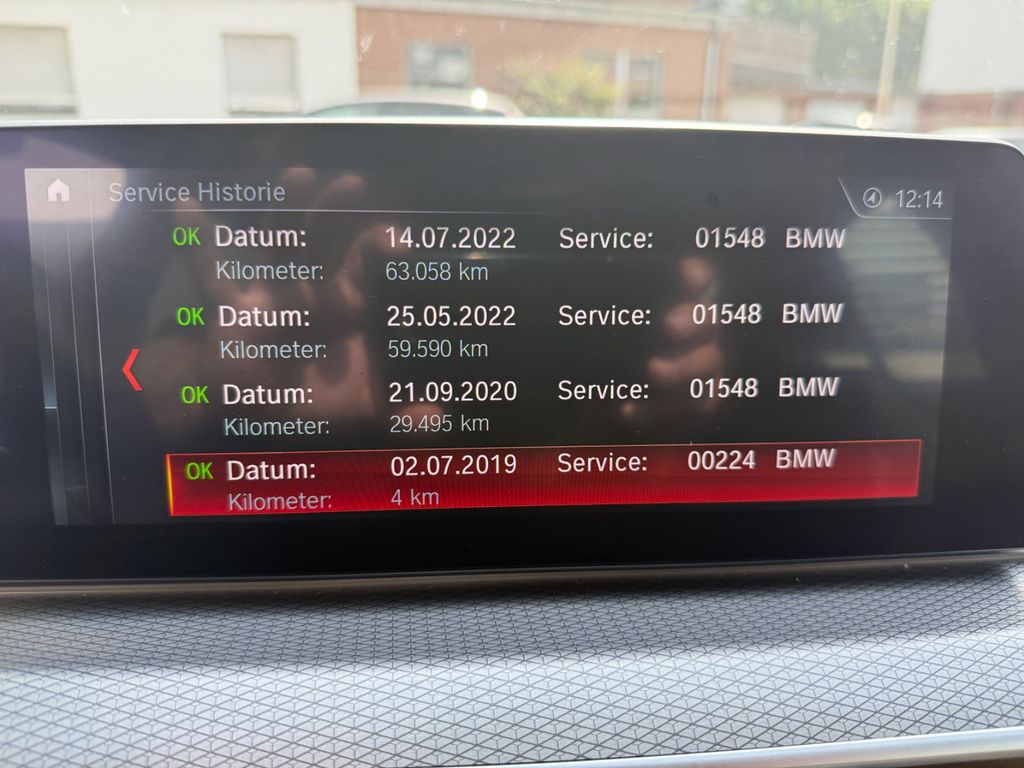 Service Historie 12:14
OK Datum: 14.07.2022 Service: 01548 BMW
Kilometer: 63.058 km
OK Datum: 25.05.2022 Service: 01548 BMW
Kilometer: 59.590 km
OK Datum: 21.09.2020 Service: 01548 BMW
Kilometer: 29.495 km
OK Datum: 02.07.2019 Service: 00224 BMW
Kilometer: 4 km